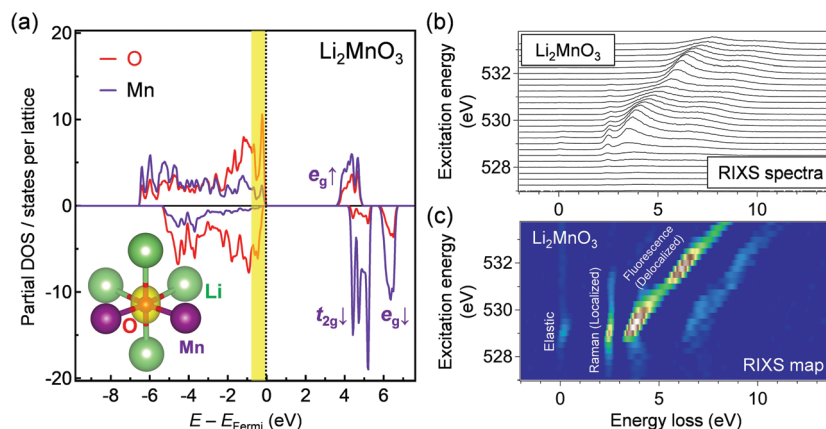 (a)
Li₂MnO₃
O
Mn
Partial DOS / states per lattice
20
10
0
-10
-20
eg↑
t2g↓
eg↓
Li
O
Mn
-8 -6 -4 -2 0 2 4 6
E – EFermi (eV)
(b)
Li₂MnO₃
Excitation energy
(eV)
532
530
528
RIXS spectra
0 5 10
(c)
Li₂MnO₃
Excitation energy
(eV)
532
530
528
Elastic
Raman (Localized)
Fluorescence
(Delocalized)
RIXS map
0 5 10
Energy loss (eV)